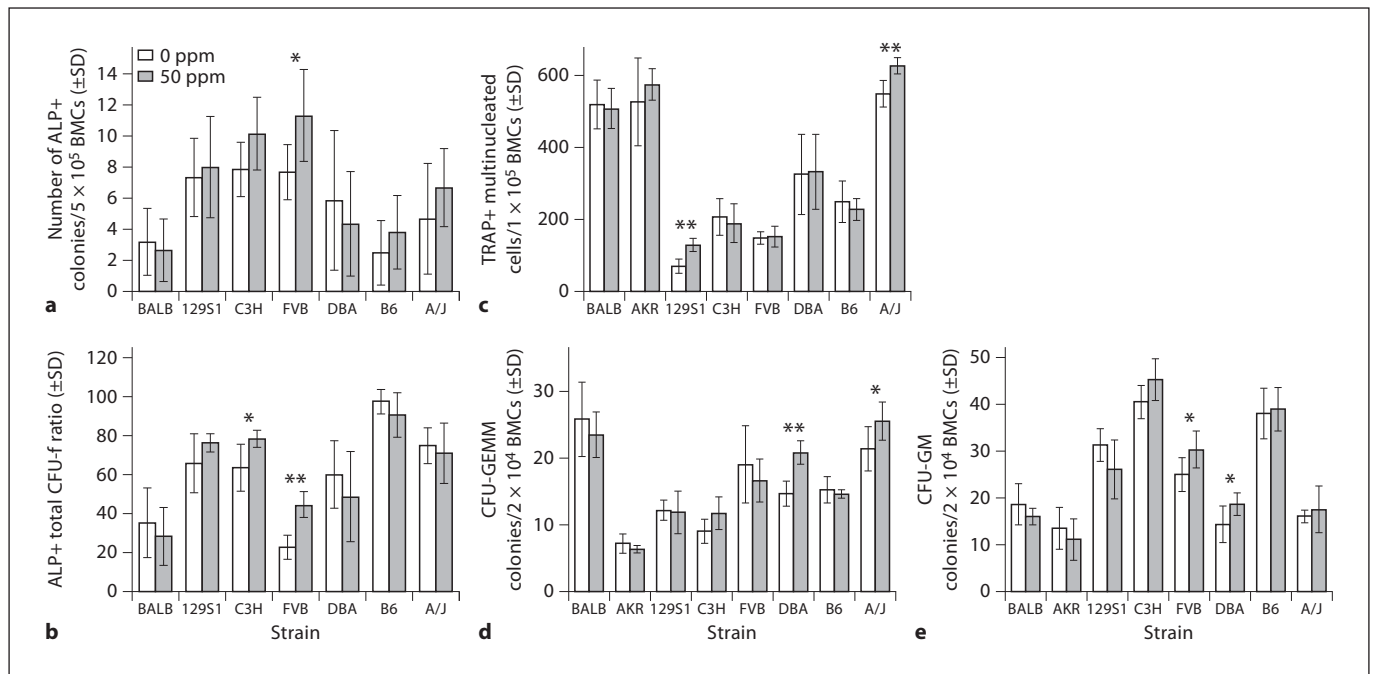 Number of ALP+
colonies/5 × 10⁵ BMCs (±SD)
14
12
10
8
6
4
2
0
0 ppm
50 ppm
*
BALB 129S1 C3H FVB DBA B6 A/J
a
TRAP+ multinucleated
cells/1 × 10⁵ BMCs (±SD)
600
400
200
0
**
**
BALB AKR 129S1 C3H FVB DBA B6 A/J
c
ALP+ total CFU-f ratio (±SD)
120
100
80
60
40
20
0
*
**
BALB 129S1 C3H FVB DBA B6 A/J
Strain
b
CFU-GEMM
colonies/2 × 10⁴ BMCs (±SD)
30
20
10
0
**
*
BALB AKR 129S1 C3H FVB DBA B6 A/J
Strain
d
CFU-GM
colonies/2 × 10⁴ BMCs (±SD)
50
40
30
20
10
0
*
*
BALB AKR 129S1 C3H FVB DBA B6 A/J
Strain
e